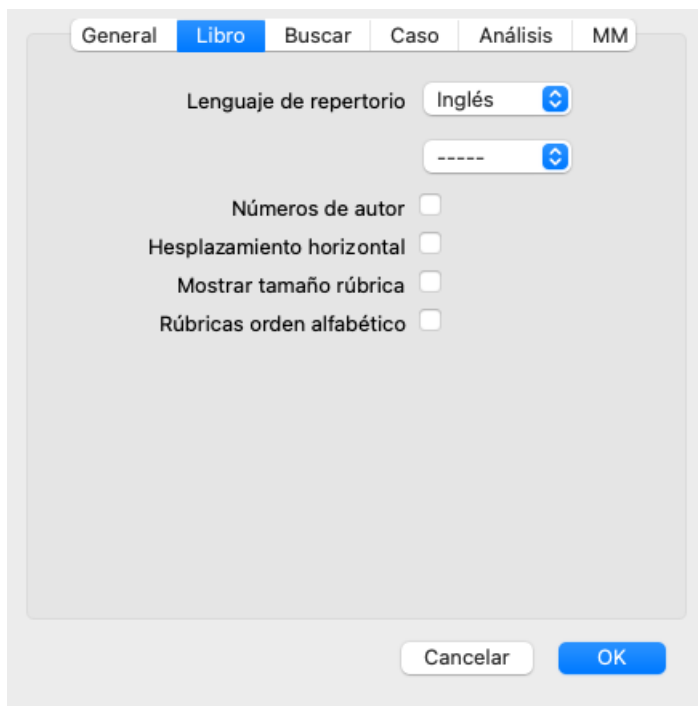 General Libro Buscar Caso Análisis MM
Lenguaje de repertorio Inglés
-----
Números de autor
Hesplazamiento horizontal
Mostrar tamaño rúbrica
Rúbricas orden alfabético
Cancelar OK